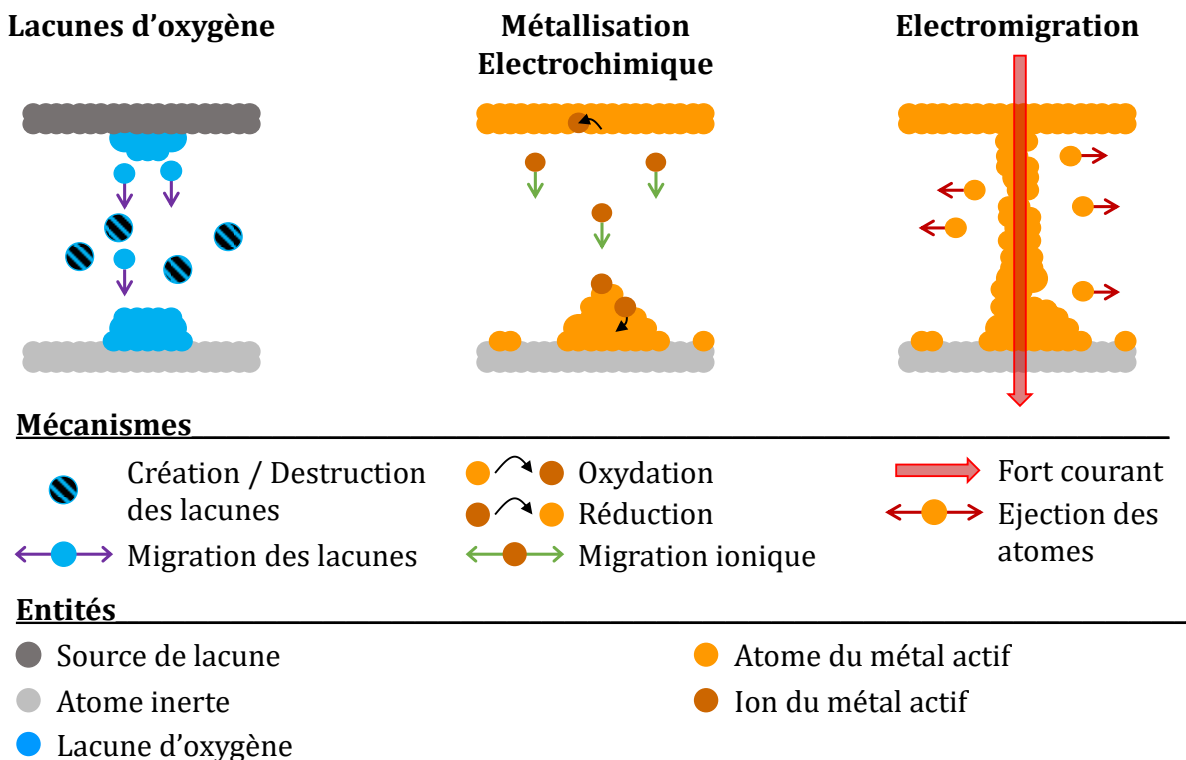 Lacunes d'oxygène
Métallisation
Electrochimique
Electromigration
Mécanismes
Création / Destruction
des lacunes
Migration des lacunes
Oxydation
Réduction
Migration ionique
Fort courant
Ejection des
atomes
Entités
Source de lacune
Atome inerte
Lacune d'oxygène
Atome du métal actif
Ion du métal actif